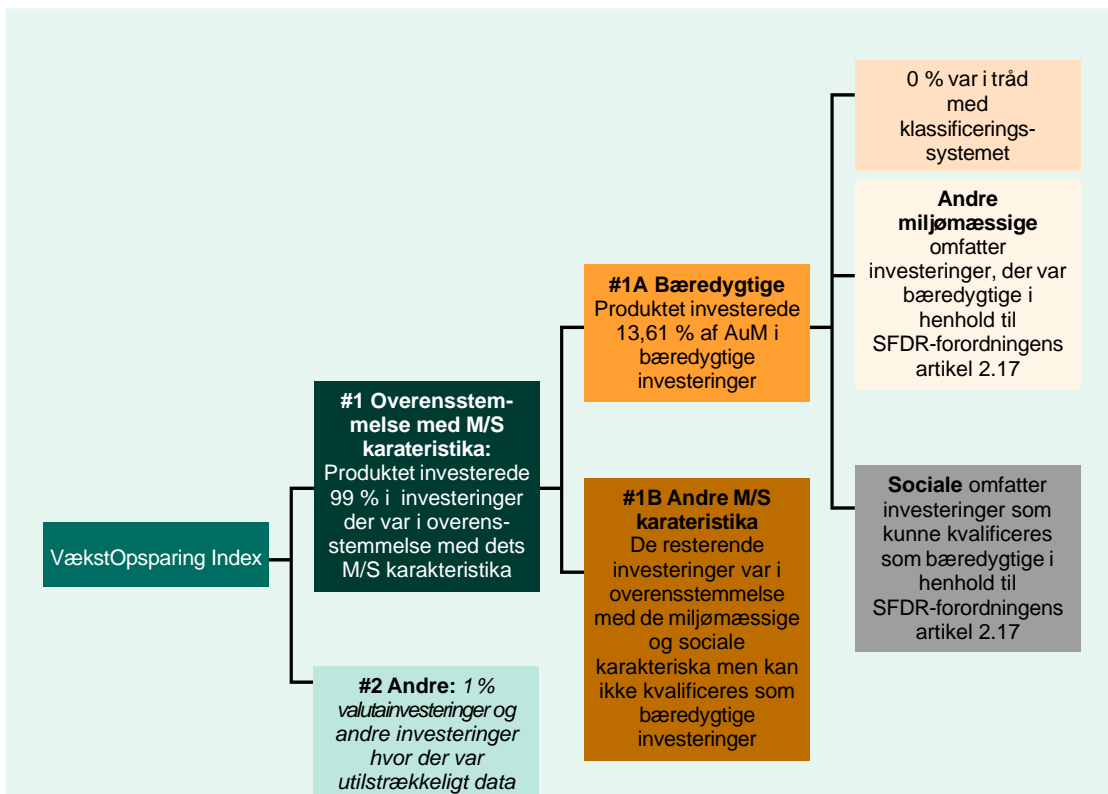 VækstOpsparing Index
#1 Overensstem-
melse med M/S
karateristika:
Produktet investerede
99 % i investeringer
der var i overens-
stemmelse med dets
M/S karakteristika
#2 Andre: 1 %
valutainvesteringer og
andre investeringer
hvor der var
utilstrækkeligt data
#1A Bæredygtige
Produktet investerede
13,61 % af AuM i
bæredygtige
investeringer
#1B Andre M/S
karateristika
De resterende
investeringer var i
overensstemmelse
med de miljømæssige
og sociale
karakteriska men kan
ikke kvalificeres som
bæredygtige
investeringer
0 % var i tråd
med
klassificerings-
systemet
Andre
miljømæssige
omfatter
investeringer, der var
bæredygtige i
henhold til
SFDR-forordningens
artikel 2.17
Sociale omfatter
investeringer som
kunne kvalificeres
som bæredygtige i
henhold til
SFDR-forordningens
artikel 2.17